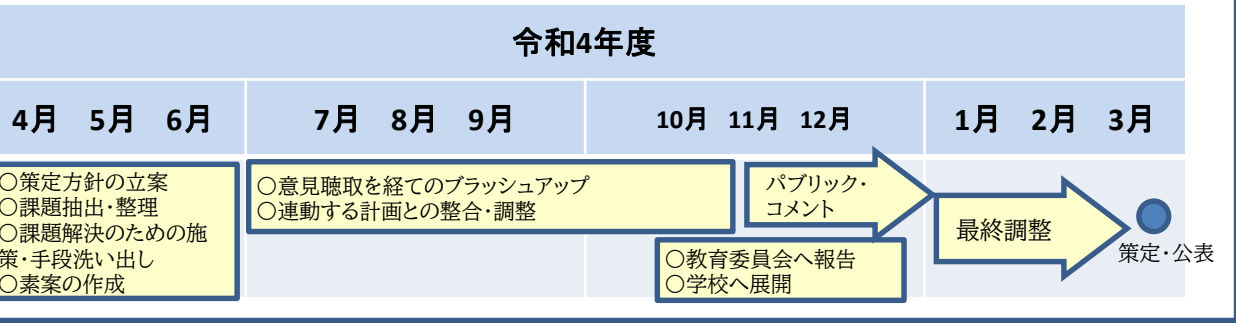 令和4年度
4月 5月 6月
7月 8月 9月
10月 11月 12月
1月 2月 3月
○策定方針の立案
○課題抽出・整理
○課題解決のための施
策・手段洗い出し
○素案の作成
○意見聴取を経てのブラッシュアップ
○連動する計画との整合・調整
パブリック・
コメント
○教育委員会へ報告
○学校へ展開
最終調整
策定・公表